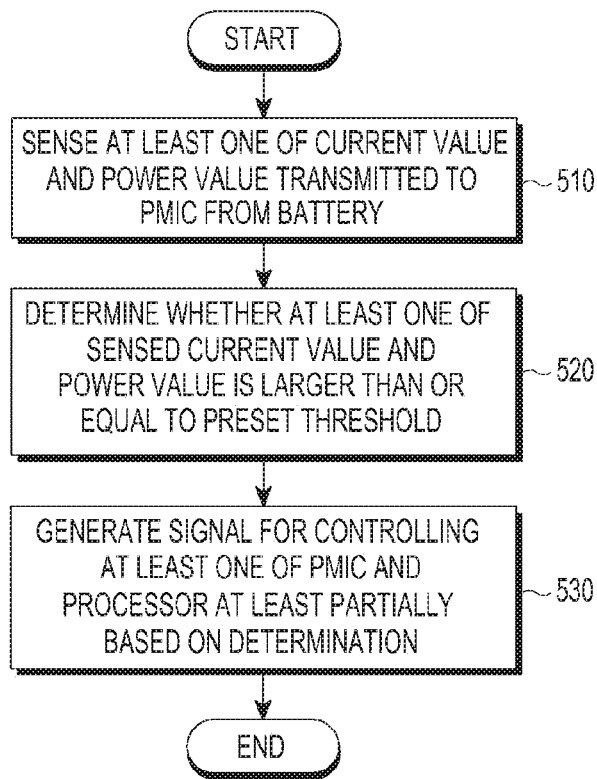 START
SENSE AT LEAST ONE OF CURRENT VALUE
AND POWER VALUE TRANSMITTED TO
PMIC FROM BATTERY
510
DETERMINE WHETHER AT LEAST ONE OF
SENSED CURRENT VALUE AND
POWER VALUE IS LARGER THAN OR
EQUAL TO PRESET THRESHOLD
520
GENERATE SIGNAL FOR CONTROLLING
AT LEAST ONE OF PMIC AND
PROCESSOR AT LEAST PARTIALLY
BASED ON DETERMINATION
530
END